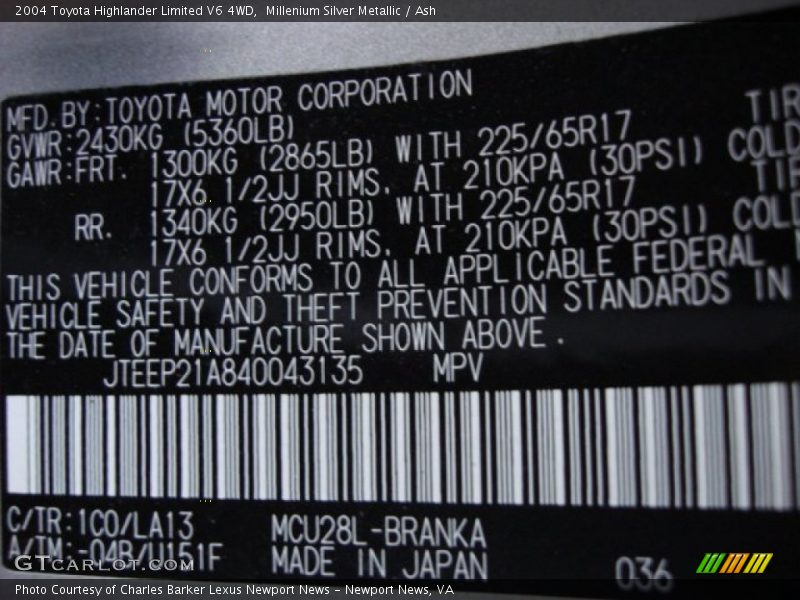 2004 Toyota Highlander Limited V6 4WD,  Millenium Silver Metallic / Ash
MFD.BY:TOYOTA MOTOR CORPORATION
GVWR:2430KG (5360LB)
GAWR:FRT. 1300KG (2865LB) WITH 225/65R17 TIR
17X6 1/2JJ RIMS, AT 210KPA (30PSI) COLD
RR. 1340KG (2950LB) WITH 225/65R17 TIR
17X6 1/2JJ RIMS, AT 210KPA (30PSI) COLD
THIS VEHICLE CONFORMS TO ALL APPLICABLE FEDERAL
VEHICLE SAFETY AND THEFT PREVENTION STANDARDS IN
THE DATE OF MANUFACTURE SHOWN ABOVE.
JTEEP21A840043135 MPV
C/TR:1C0/LA13 MCU28L-BRANKA
A/TM:-04B/U151F MADE IN JAPAN 036
GTCARLOT.COM
Photo Courtesy of Charles Barker Lexus Newport News – Newport News, VA